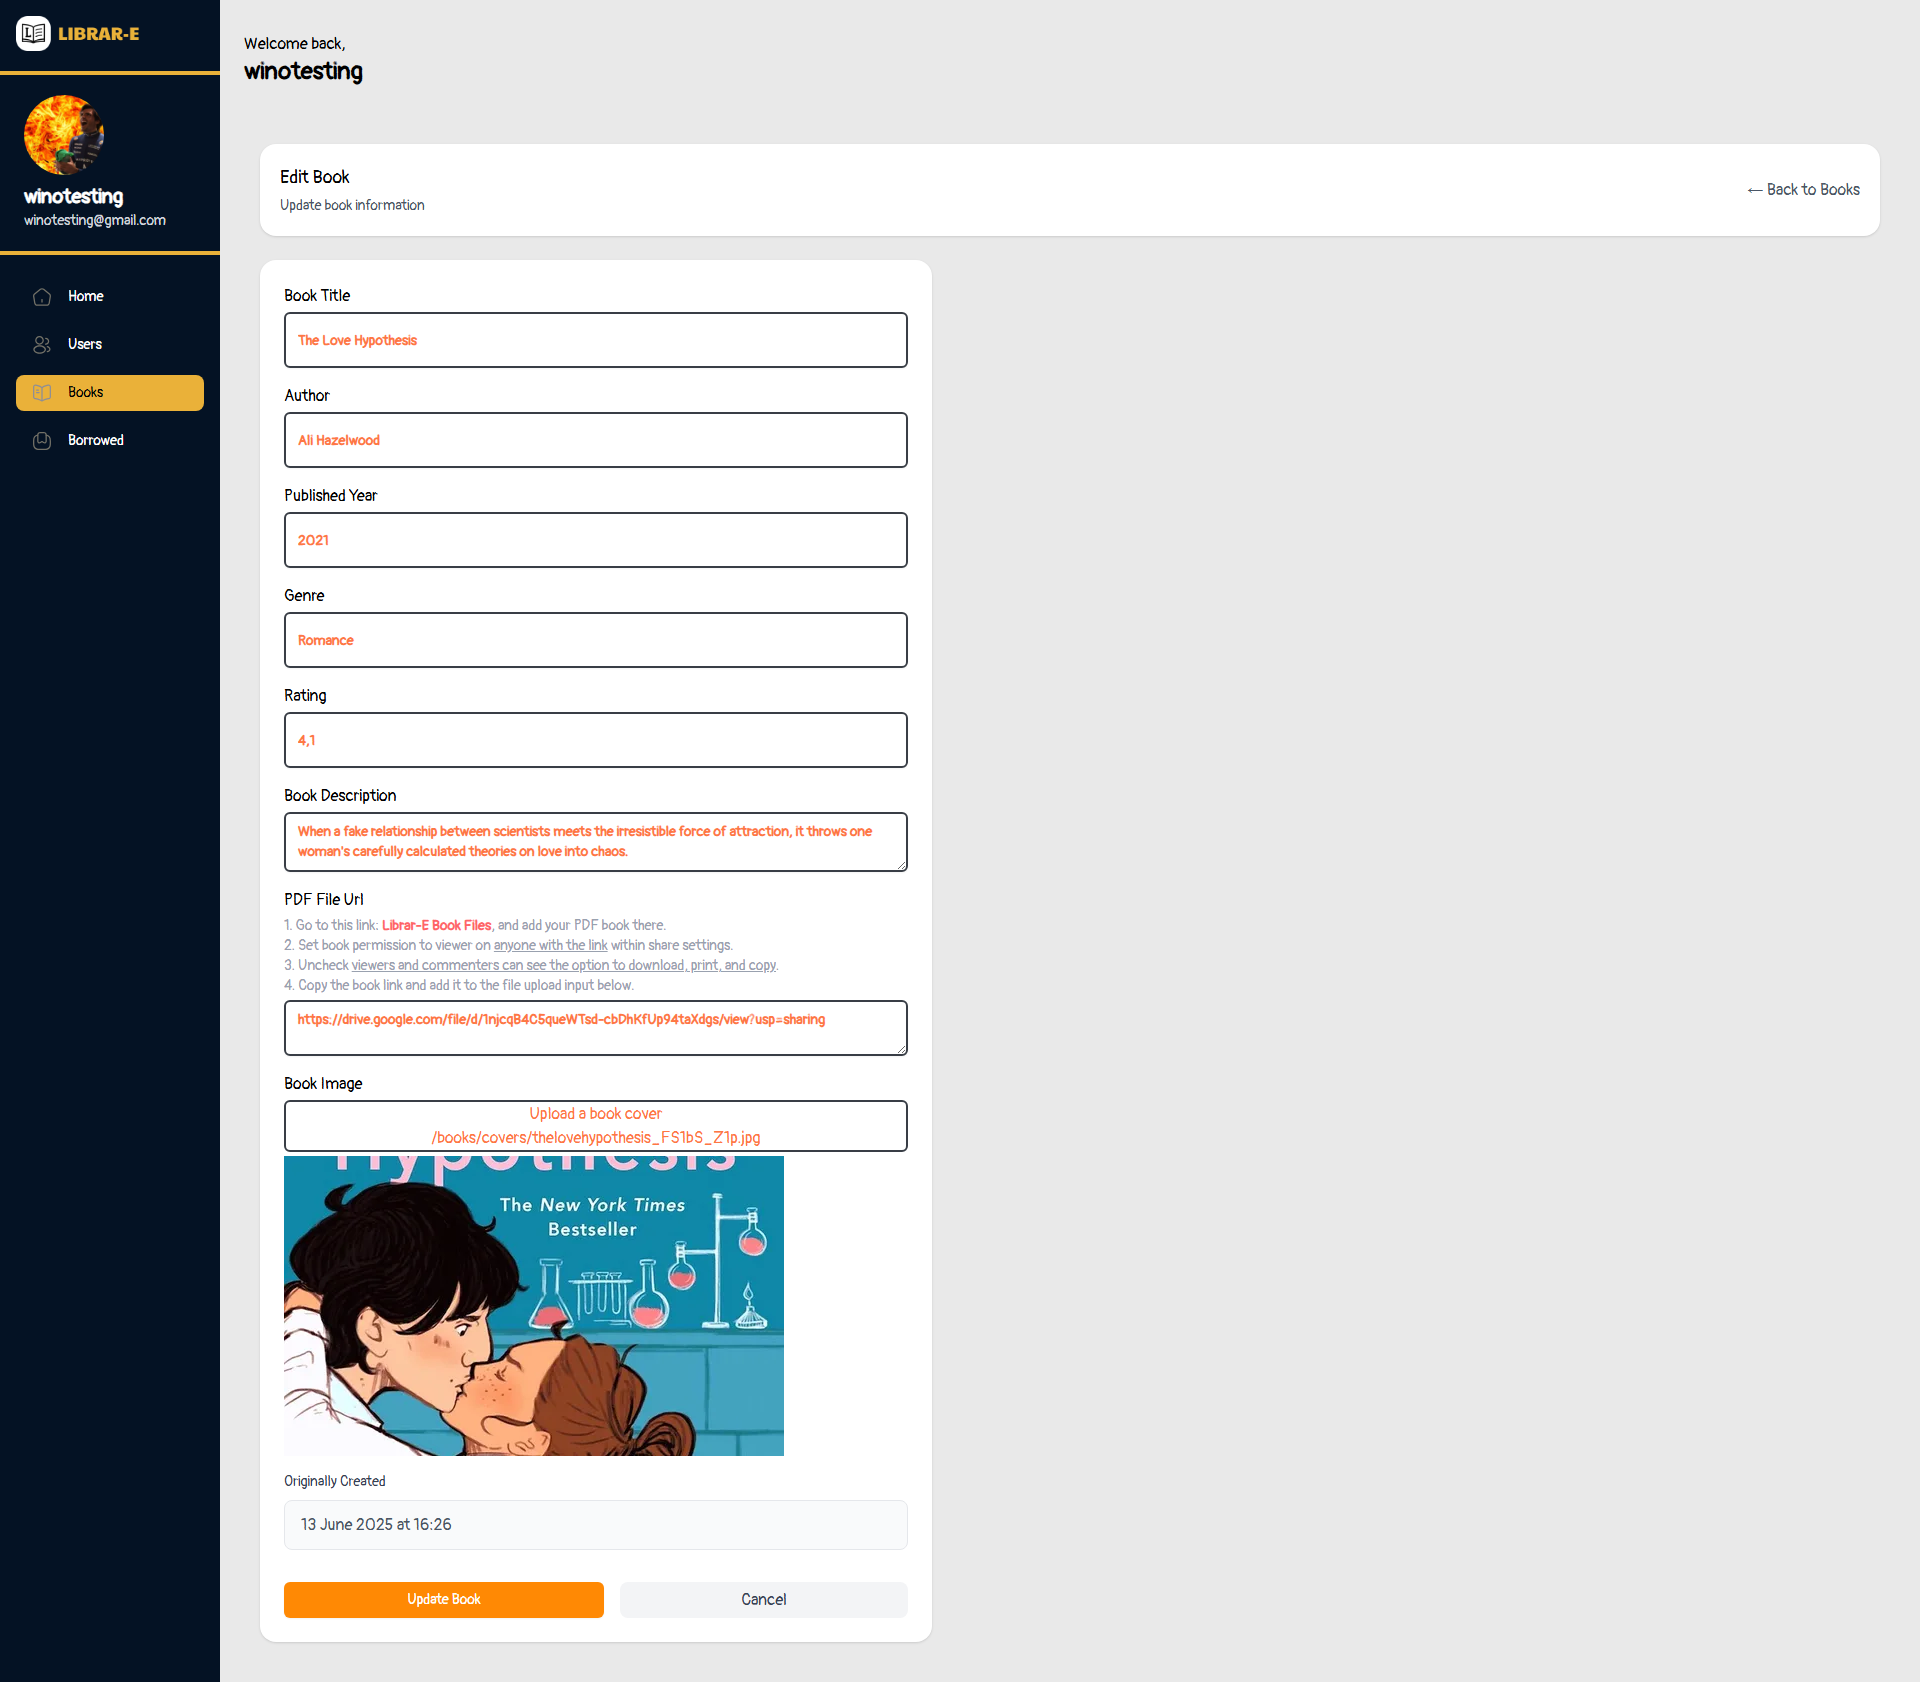 LIBRAR-E
winotesting
winotesting@gmail.com
Home
Users
Books
Borrowed
Welcome back,
winotesting
Edit Book
Update book information
← Back to Books
Book Title
The Love Hypothesis
Author
Ali Hazelwood
Published Year
2021
Genre
Romance
Rating
4,1
Book Description
When a fake relationship between scientists meets the irresistible force of attraction, it throws one
woman's carefully calculated theories on love into chaos.
PDF File Url
1. Go to this link: Librar-E Book Files, and add your PDF book there.
2. Set book permission to viewer on anyone with the link within share settings.
3. Uncheck viewers and commenters can see the option to download, print, and copy.
4. Copy the book link and add it to the file upload input below.
https://drive.google.com/file/d/1njcqB4C5queWTsd-cbDhKfUp94taXdgs/view?usp=sharing
Book Image
Upload a book cover
/books/covers/thelovehypothesis_FS1bS_Z1p.jpg
Hypothesis
The New York Times
Bestseller
Originally Created
13 June 2025 at 16:26
Update Book
Cancel